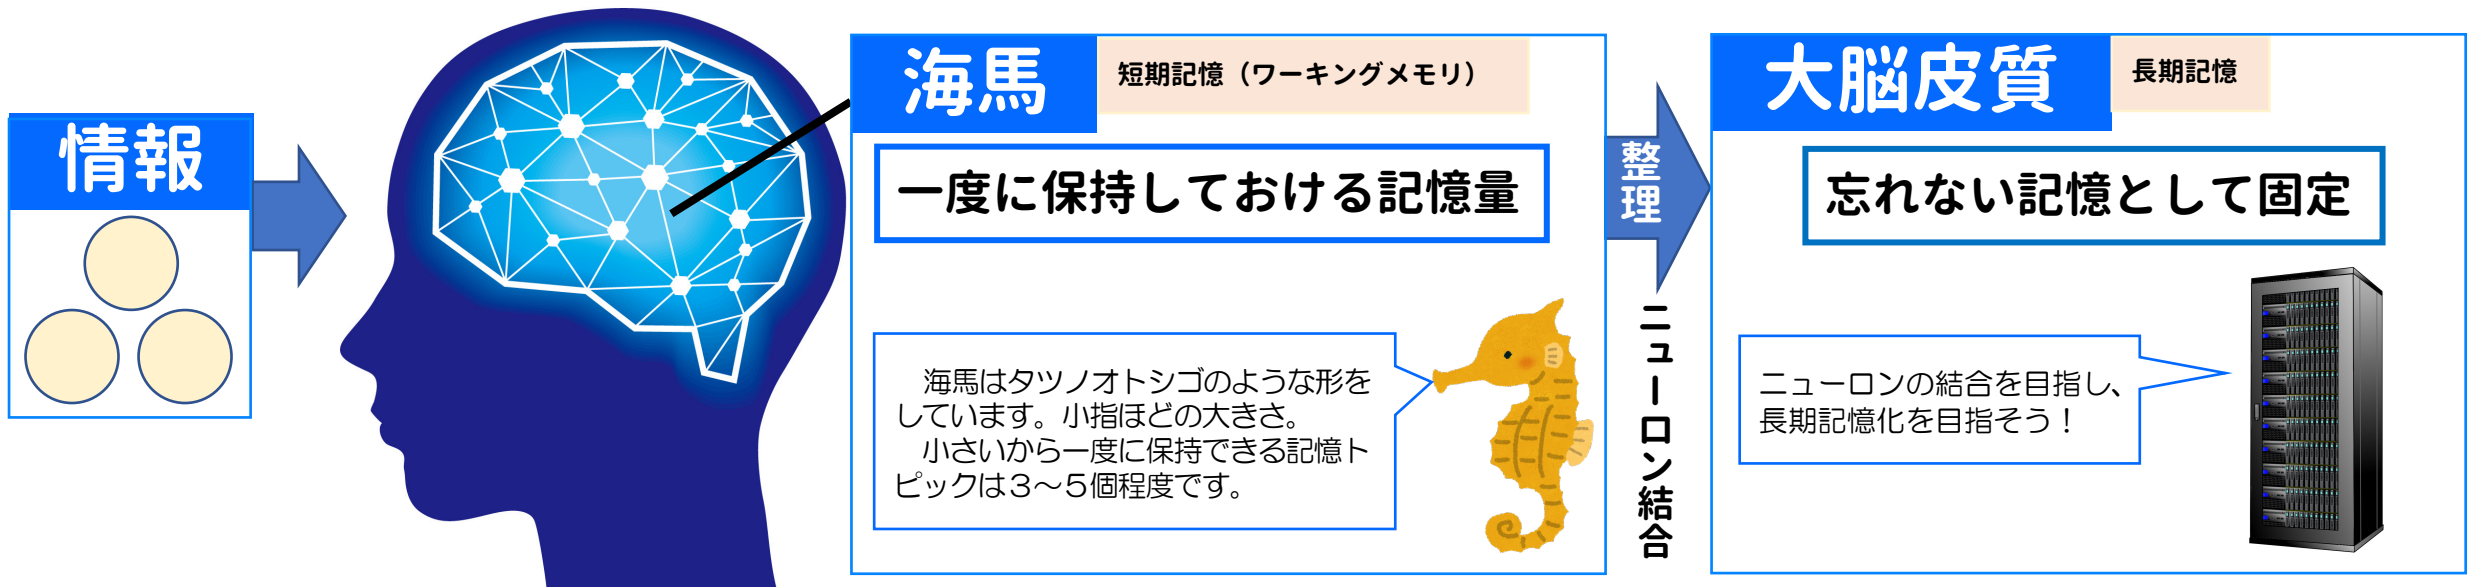 情報
海馬
短期記憶（ワーキングメモリ）
一度に保持しておける記憶量
　海馬はタツノオトシゴのような形を
しています。小指ほどの大きさ。
　小さいから一度に保持できる記憶ト
ピックは３～５個程度です。
整理
ニューロン結合
大脳皮質
長期記憶
忘れない記憶として固定
ニューロンの結合を目指し、
長期記憶化を目指そう！